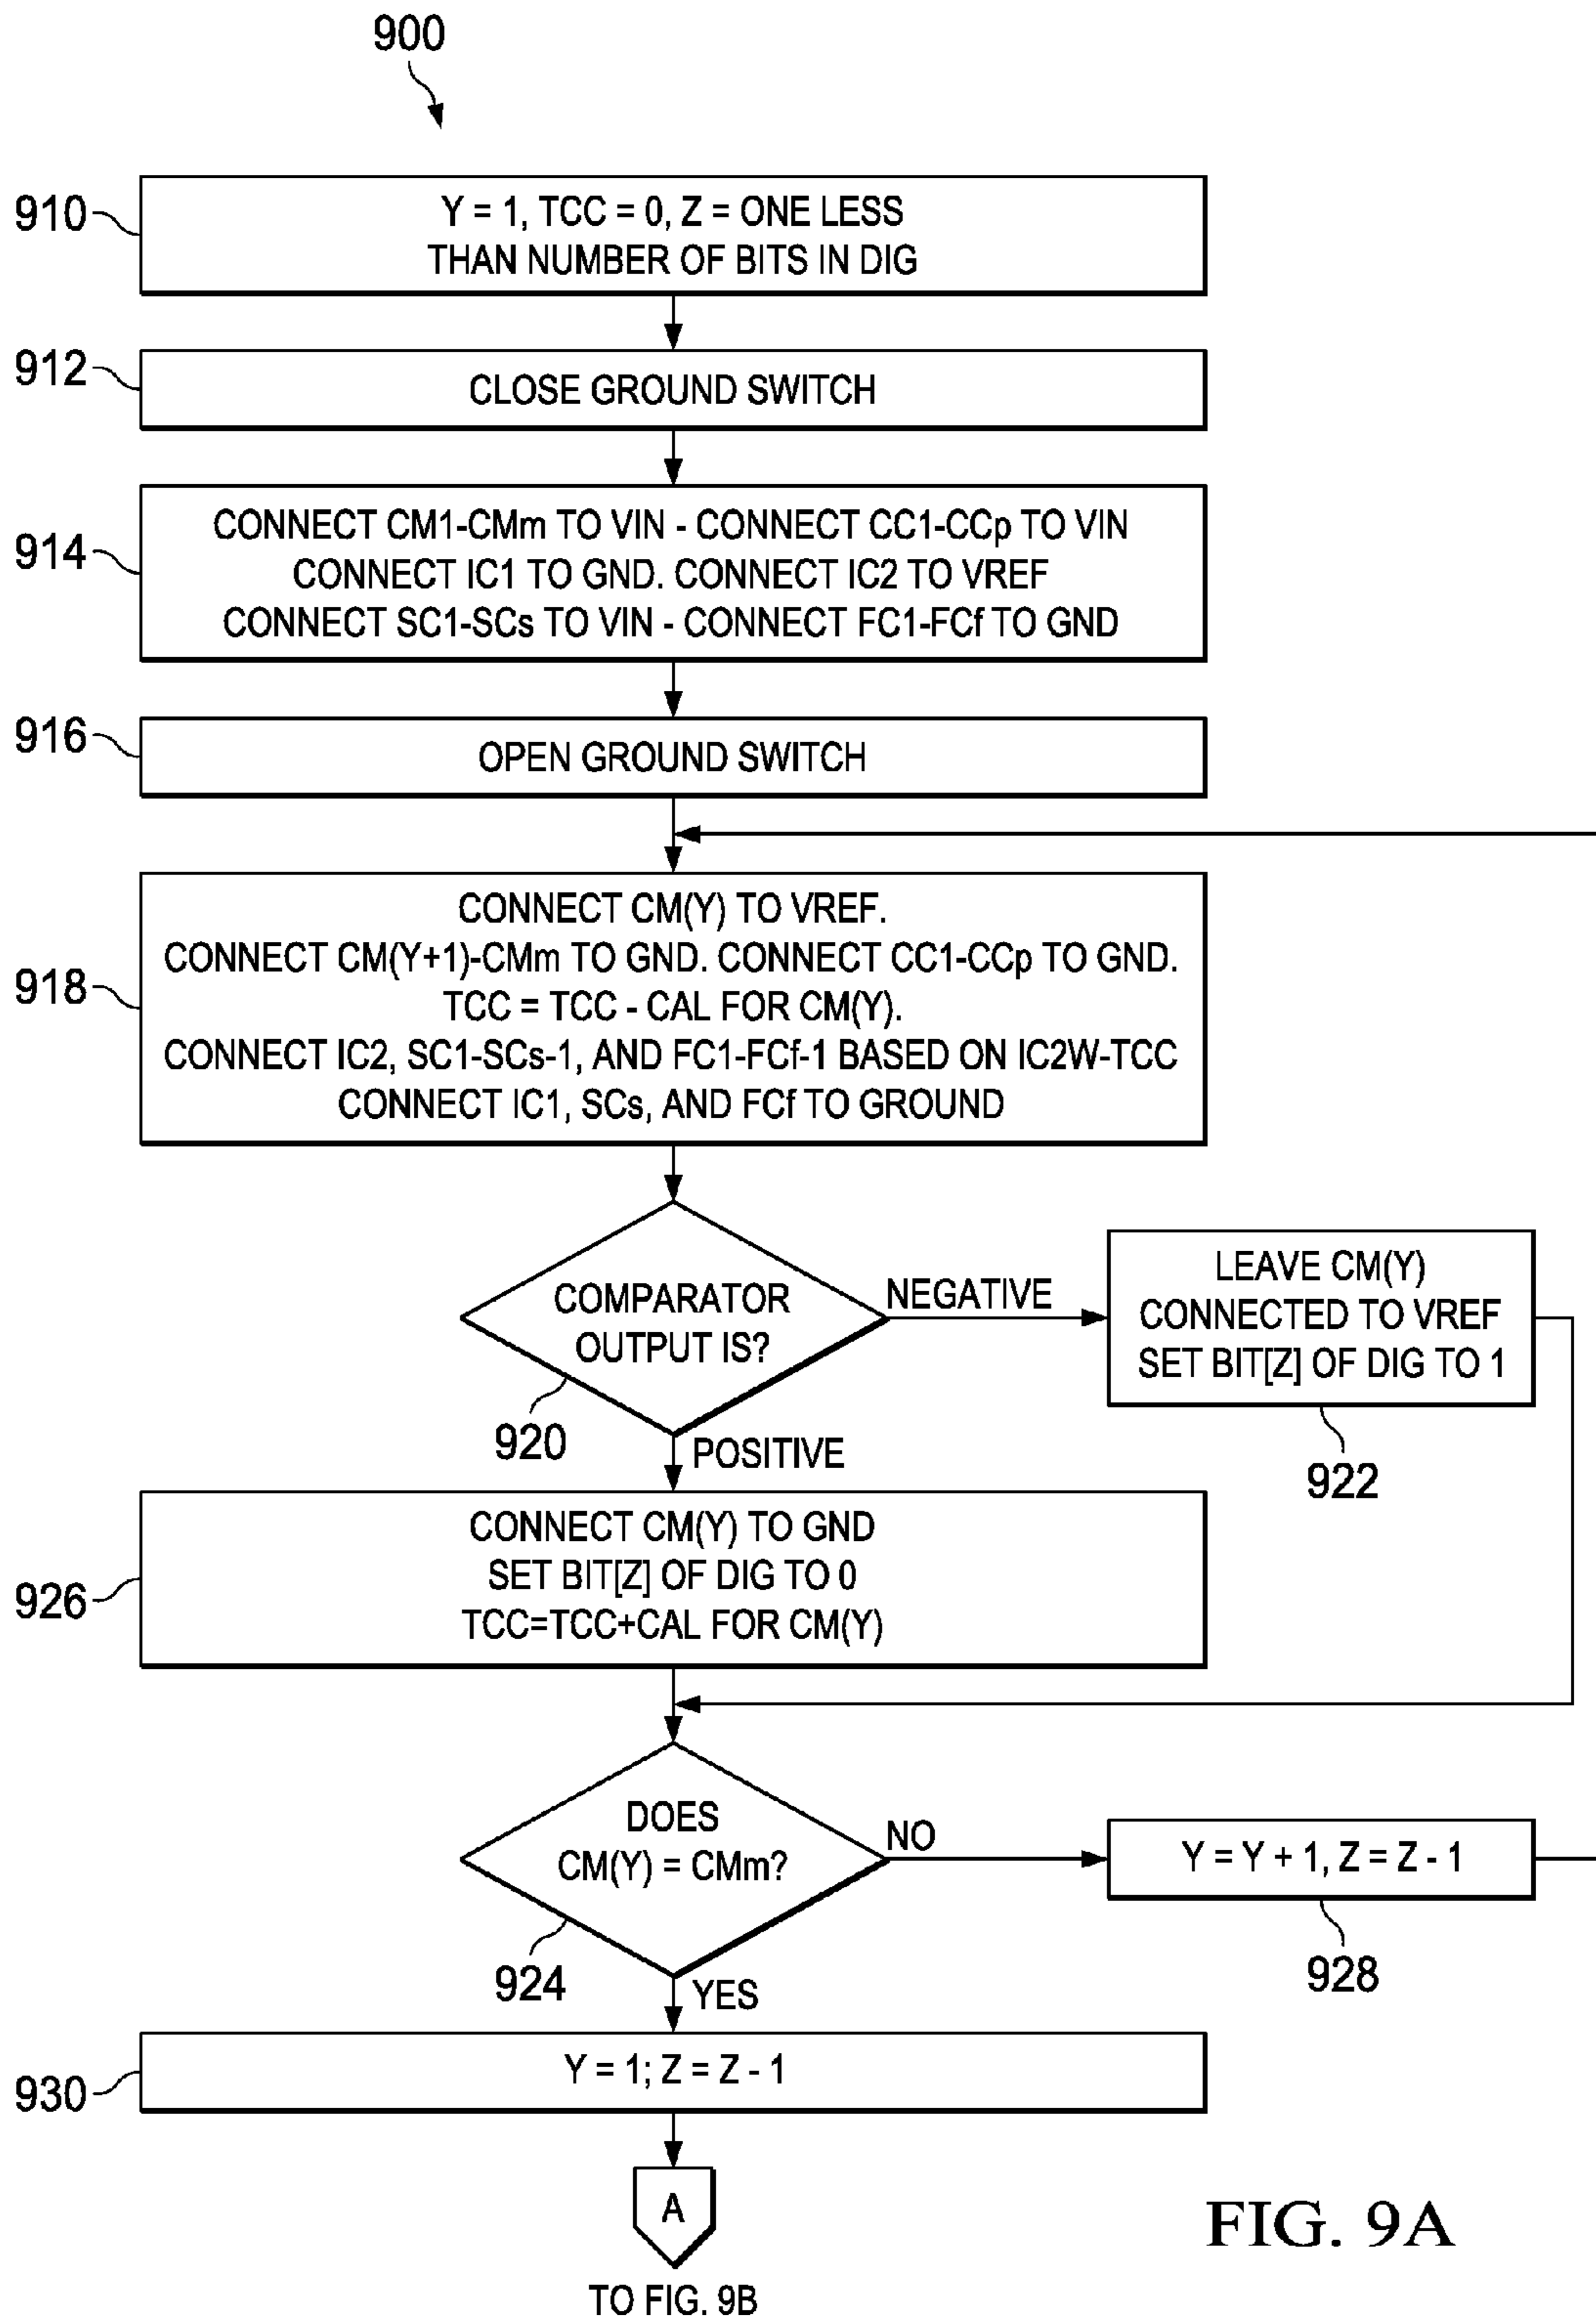 900
910
Y = 1, TCC = 0, Z = ONE LESS
THAN NUMBER OF BITS IN DIG
912
CLOSE GROUND SWITCH
914
CONNECT CM1-CMm TO VIN - CONNECT CC1-CCp TO VIN
CONNECT IC1 TO GND. CONNECT IC2 TO VREF
CONNECT SC1-SCs TO VIN - CONNECT FC1-FCf TO GND
916
OPEN GROUND SWITCH
918
CONNECT CM(Y) TO VREF.
CONNECT CM(Y+1)-CMm TO GND. CONNECT CC1-CCp TO GND.
TCC = TCC - CAL FOR CM(Y).
CONNECT IC2, SC1-SCs-1, AND FC1-FCf-1 BASED ON IC2W-TCC
CONNECT IC1, SCs, AND FCf TO GROUND
COMPARATOR
OUTPUT IS?
920
NEGATIVE
LEAVE CM(Y)
CONNECTED TO VREF
SET BIT[Z] OF DIG TO 1
922
POSITIVE
926
CONNECT CM(Y) TO GND
SET BIT[Z] OF DIG TO 0
TCC=TCC+CAL FOR CM(Y)
DOES
CM(Y) = CMm?
924
NO
Y = Y + 1, Z = Z - 1
928
YES
930
Y = 1; Z = Z - 1
A
TO FIG. 9B
FIG. 9A